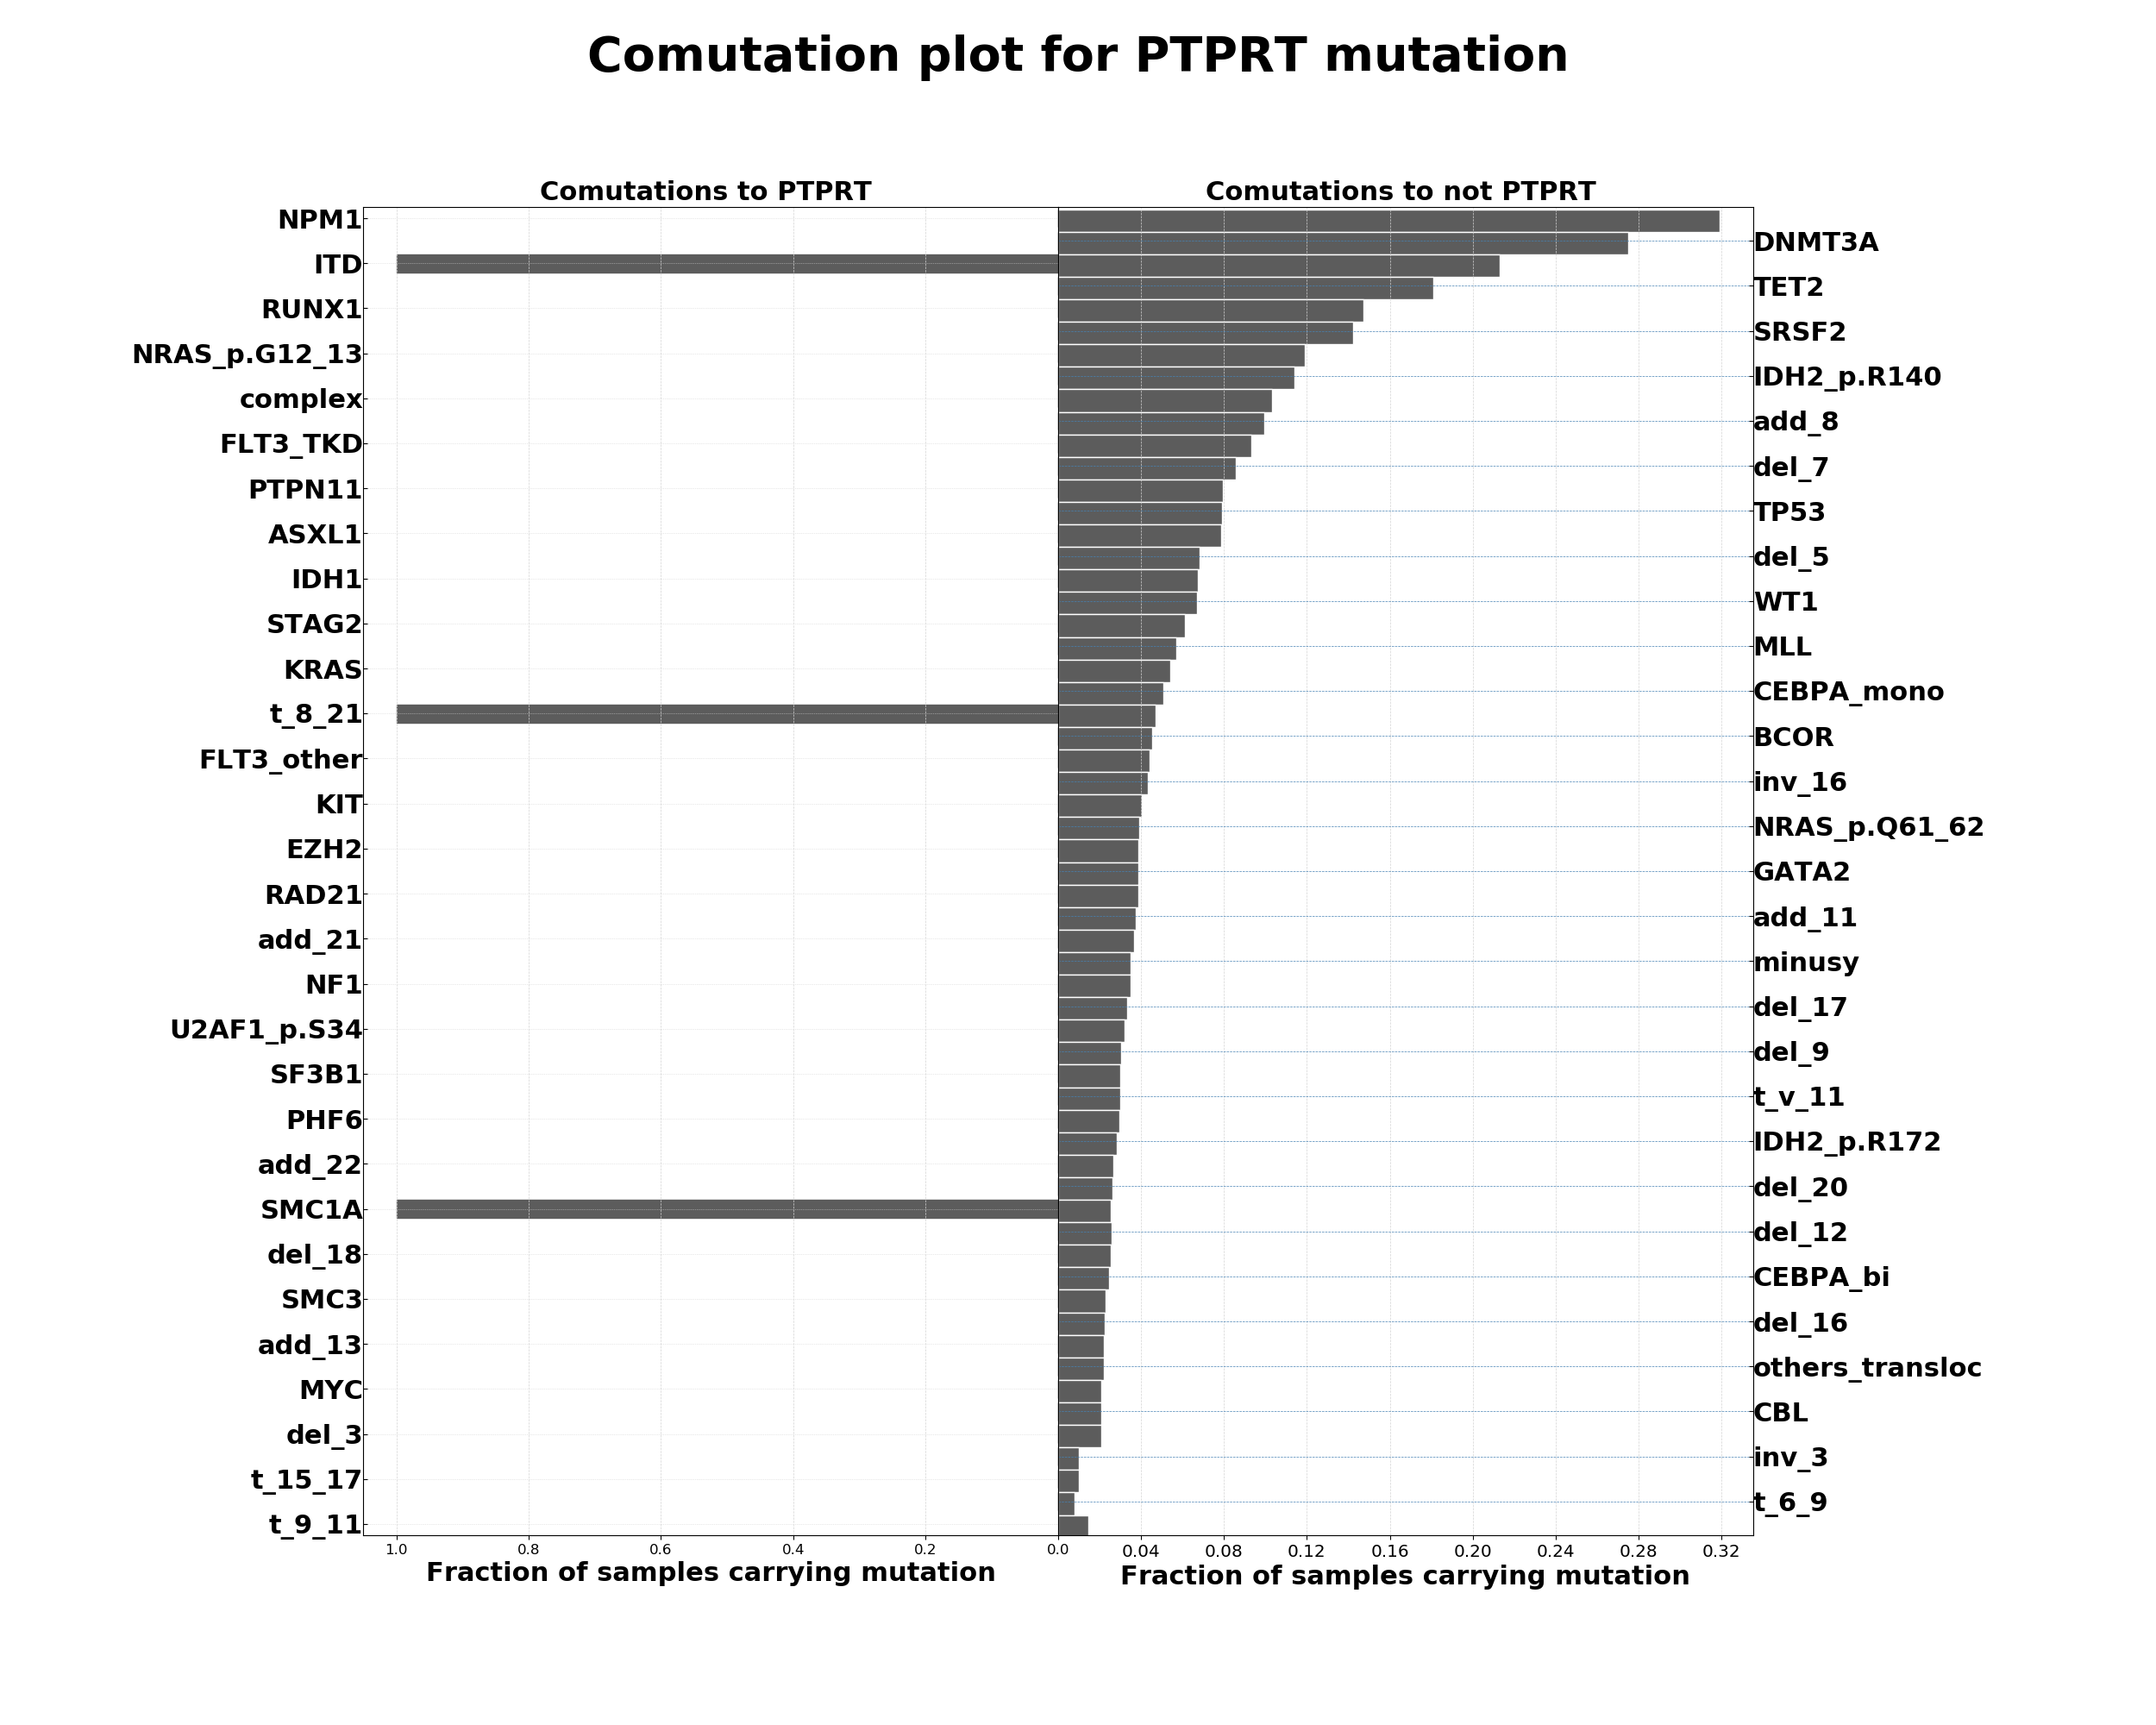 Comutation plot for PTPRT mutation
Comutations to PTPRT
Comutations to not PTPRT
NPM1
DNMT3A
ITD
TET2
RUNX1
SRSF2
NRAS_p.G12_13
IDH2_p.R140
complex
add_8
FLT3_TKD
del_7
PTPN11
TP53
ASXL1
del_5
IDH1
WT1
STAG2
MLL
KRAS
CEBPA_mono
t_8_21
BCOR
FLT3_other
inv_16
KIT
NRAS_p.Q61_62
EZH2
GATA2
RAD21
add_11
add_21
minusy
NF1
del_17
U2AF1_p.S34
del_9
SF3B1
t_v_11
PHF6
IDH2_p.R172
add_22
del_20
SMC1A
del_12
del_18
CEBPA_bi
SMC3
del_16
add_13
others_transloc
MYC
CBL
del_3
inv_3
t_15_17
t_6_9
t_9_11
1.0 0.8 0.6 0.4 0.2 0.0 0.04 0.08 0.12 0.16 0.20 0.24 0.28 0.32
Fraction of samples carrying mutation
Fraction of samples carrying mutation